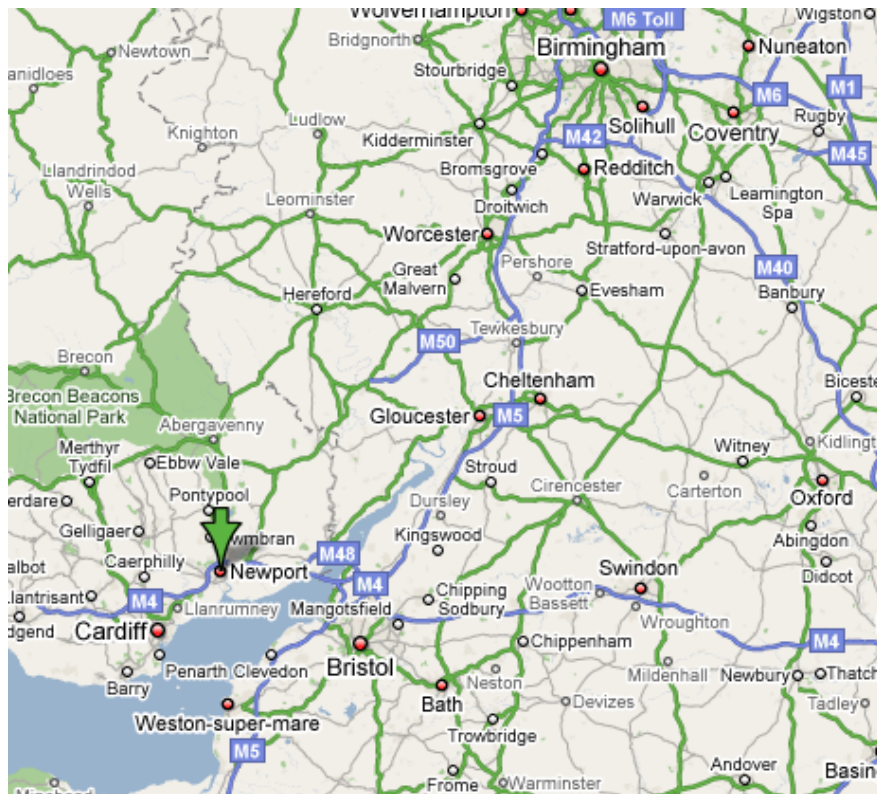 Wolverhampton
M6 Toll
Wigston
Bridgnorth
Birmingham
Nuneaton
Newtown
Stourbridge
anidloes
M6
M1
Solihull
Coventry
Rugby
Ludlow
Knighton
Kidderminster
M42
M45
Bromsgrove
Redditch
Llandrindod
Wells
Leominster
Droitwich
Warwick
Leamington
Spa
Worcester
Stratford-upon-avon
Great
Malvern
Pershore
M40
Hereford
Evesham
Banbury
Tewkesbury
M50
Brecon
Cheltenham
Bicester
Brecon Beacons
National Park
Gloucester
M5
Abergavenny
Kidlingt
Merthyr
Tydfil
Ebbw Vale
Stroud
Witney
Pontypool
Dursley
Cirencester
Carterton
Oxford
erdare
Gelligaer
wmbran
Kingswood
Abingdon
M48
Caerphilly
Newport
M4
Swindon
Didcot
albot
Llantrisant
M4
Llanrumney
Mangotsfield
Chipping
Sodbury
Wootton
Bassett
Wroughton
dgend
Cardiff
Chippenham
M4
Penarth
Clevedon
Bristol
Barry
Neston
Mildenhall
Newbury
Thatch
Bath
Devizes
Tadley
Weston-super-mare
Trowbridge
M5
Andover
Basin
Frome
Warminster